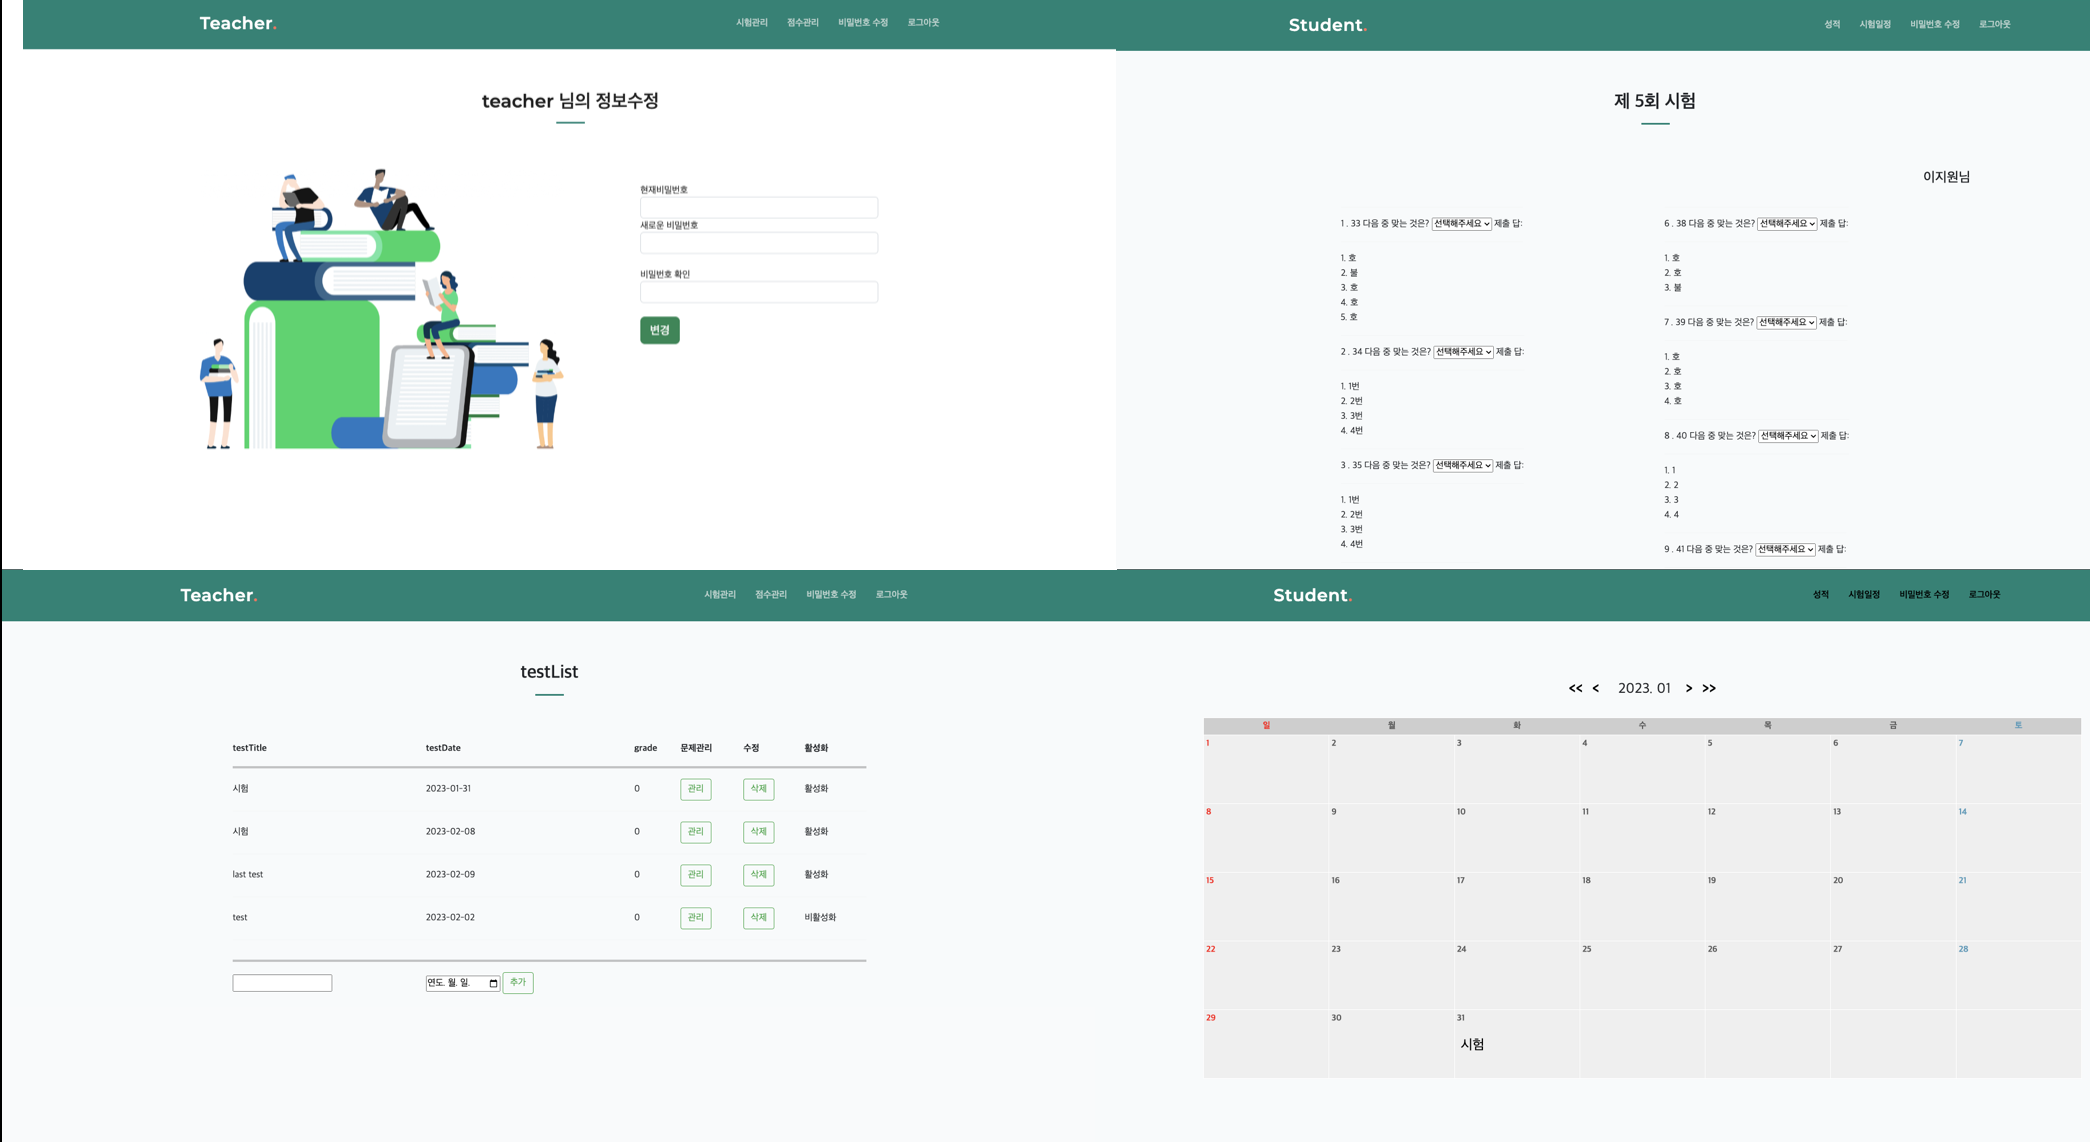 Teacher.
시험관리 점수관리 비밀번호 수정 로그아웃
teacher 님의 정보수정
현재비밀번호
새로운 비밀번호
비밀번호 확인
변경
Student.
성적 시험일정 비밀번호 수정 로그아웃
제 5회 시험
이지원님
1 . 33 다음 중 맞는 것은? 선택해주세요 제출 답:
1. 호
2. 불
3. 호
4. 호
5. 호
2 . 34 다음 중 맞는 것은? 선택해주세요 제출 답:
1. 1번
2. 2번
3. 3번
4. 4번
3 . 35 다음 중 맞는 것은? 선택해주세요 제출 답:
1. 1번
2. 2번
3. 3번
4. 4번
6 . 38 다음 중 맞는 것은? 선택해주세요 제출 답:
1. 호
2. 호
3. 불
7 . 39 다음 중 맞는 것은? 선택해주세요 제출 답:
1. 호
2. 호
3. 호
4. 호
8 . 40 다음 중 맞는 것은? 선택해주세요 제출 답:
1. 1
2. 2
3. 3
4. 4
9 . 41 다음 중 맞는 것은? 선택해주세요 제출 답:
Teacher.
시험관리 점수관리 비밀번호 수정 로그아웃
testList
testTitle testDate grade 문제관리 수정 활성화
시험 2023-01-31 0 관리 삭제 활성화
시험 2023-02-08 0 관리 삭제 활성화
last test 2023-02-09 0 관리 삭제 활성화
test 2023-02-02 0 관리 삭제 비활성화
연도. 월. 일. 추가
Student.
성적 시험일정 비밀번호 수정 로그아웃
<< < 2023. 01 > >>
일 월 화 수 목 금 토
1 2 3 4 5 6 7
8 9 10 11 12 13 14
15 16 17 18 19 20 21
22 23 24 25 26 27 28
29 30 31
시험